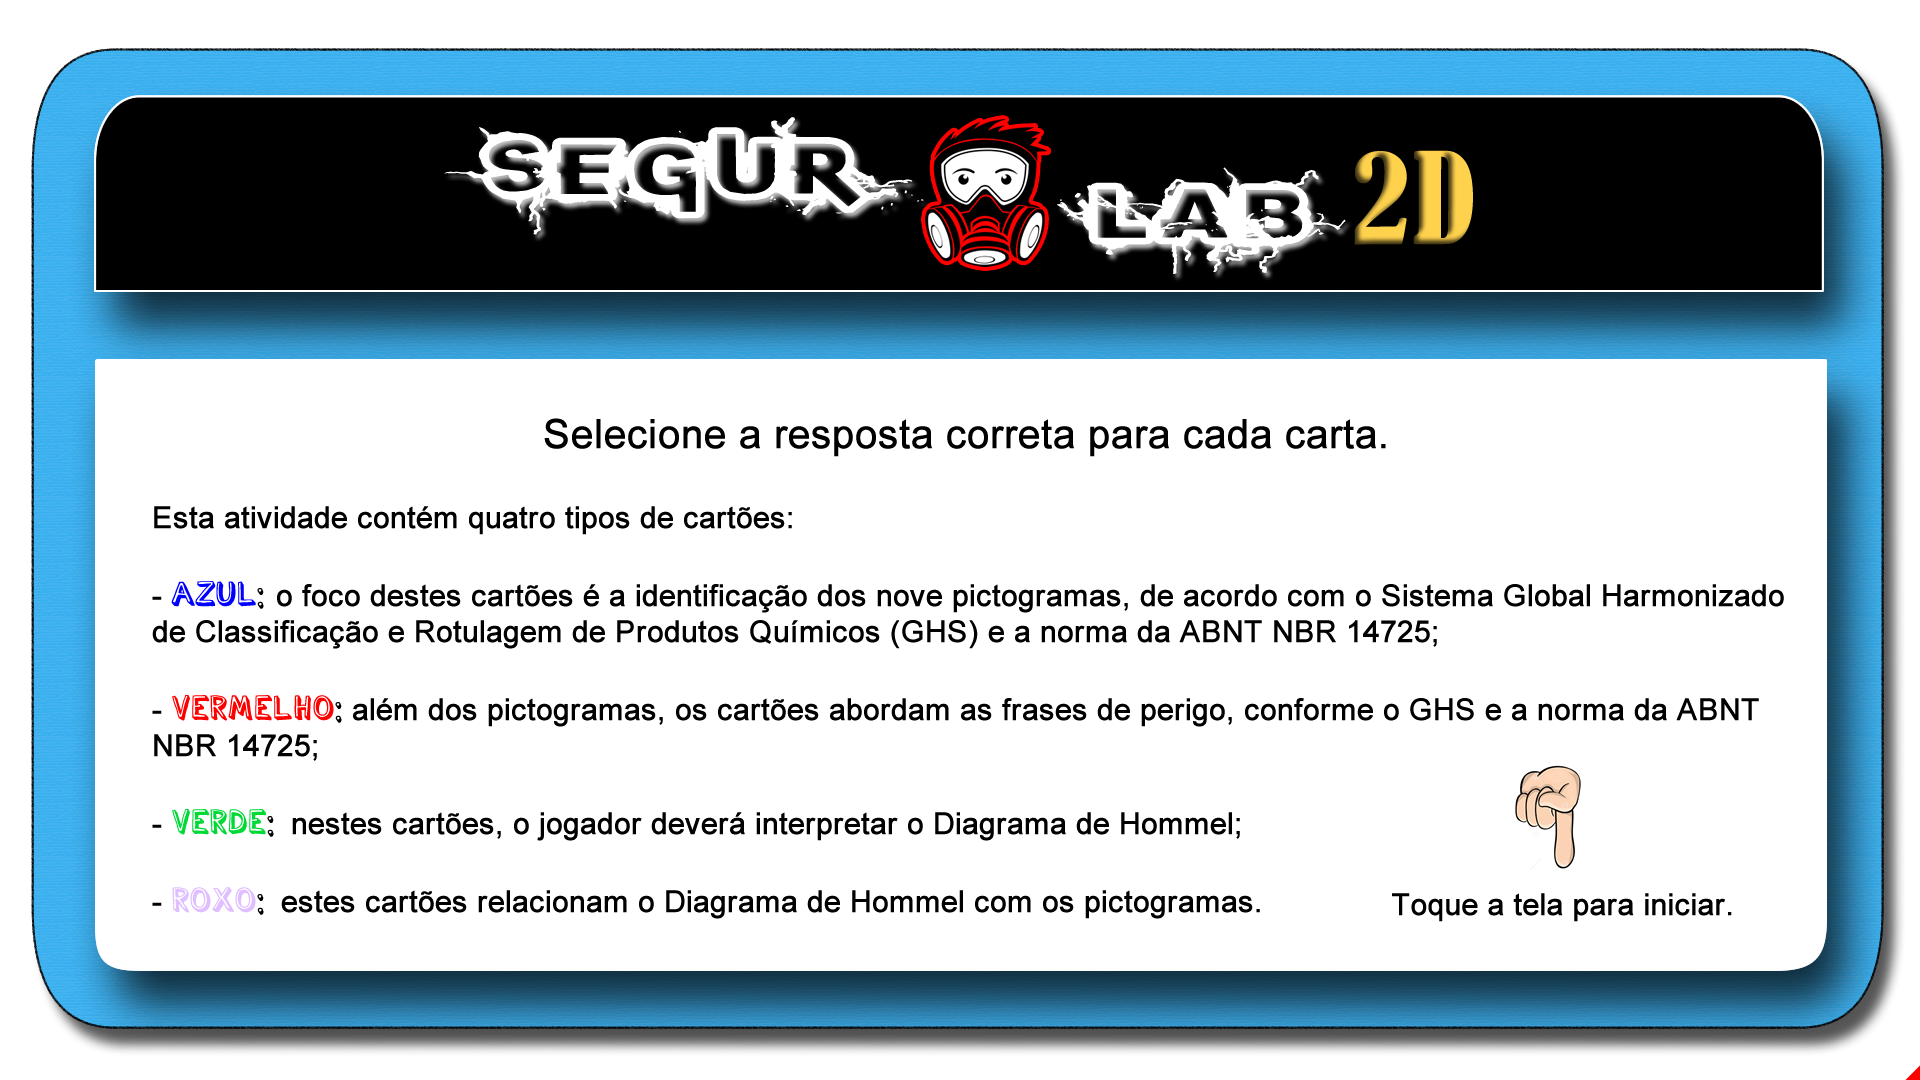 SEGUR LAB 2D
Selecione a resposta correta para cada carta.
Esta atividade contém quatro tipos de cartões:
- AZUL: o foco destes cartões é a identificação dos nove pictogramas, de acordo com o Sistema Global Harmonizado
de Classificação e Rotulagem de Produtos Químicos (GHS) e a norma da ABNT NBR 14725;
- VERMELHO: além dos pictogramas, os cartões abordam as frases de perigo, conforme o GHS e a norma da ABNT
NBR 14725;
- VERDE: nestes cartões, o jogador deverá interpretar o Diagrama de Hommel;
- ROXO: estes cartões relacionam o Diagrama de Hommel com os pictogramas.
Toque a tela para iniciar.